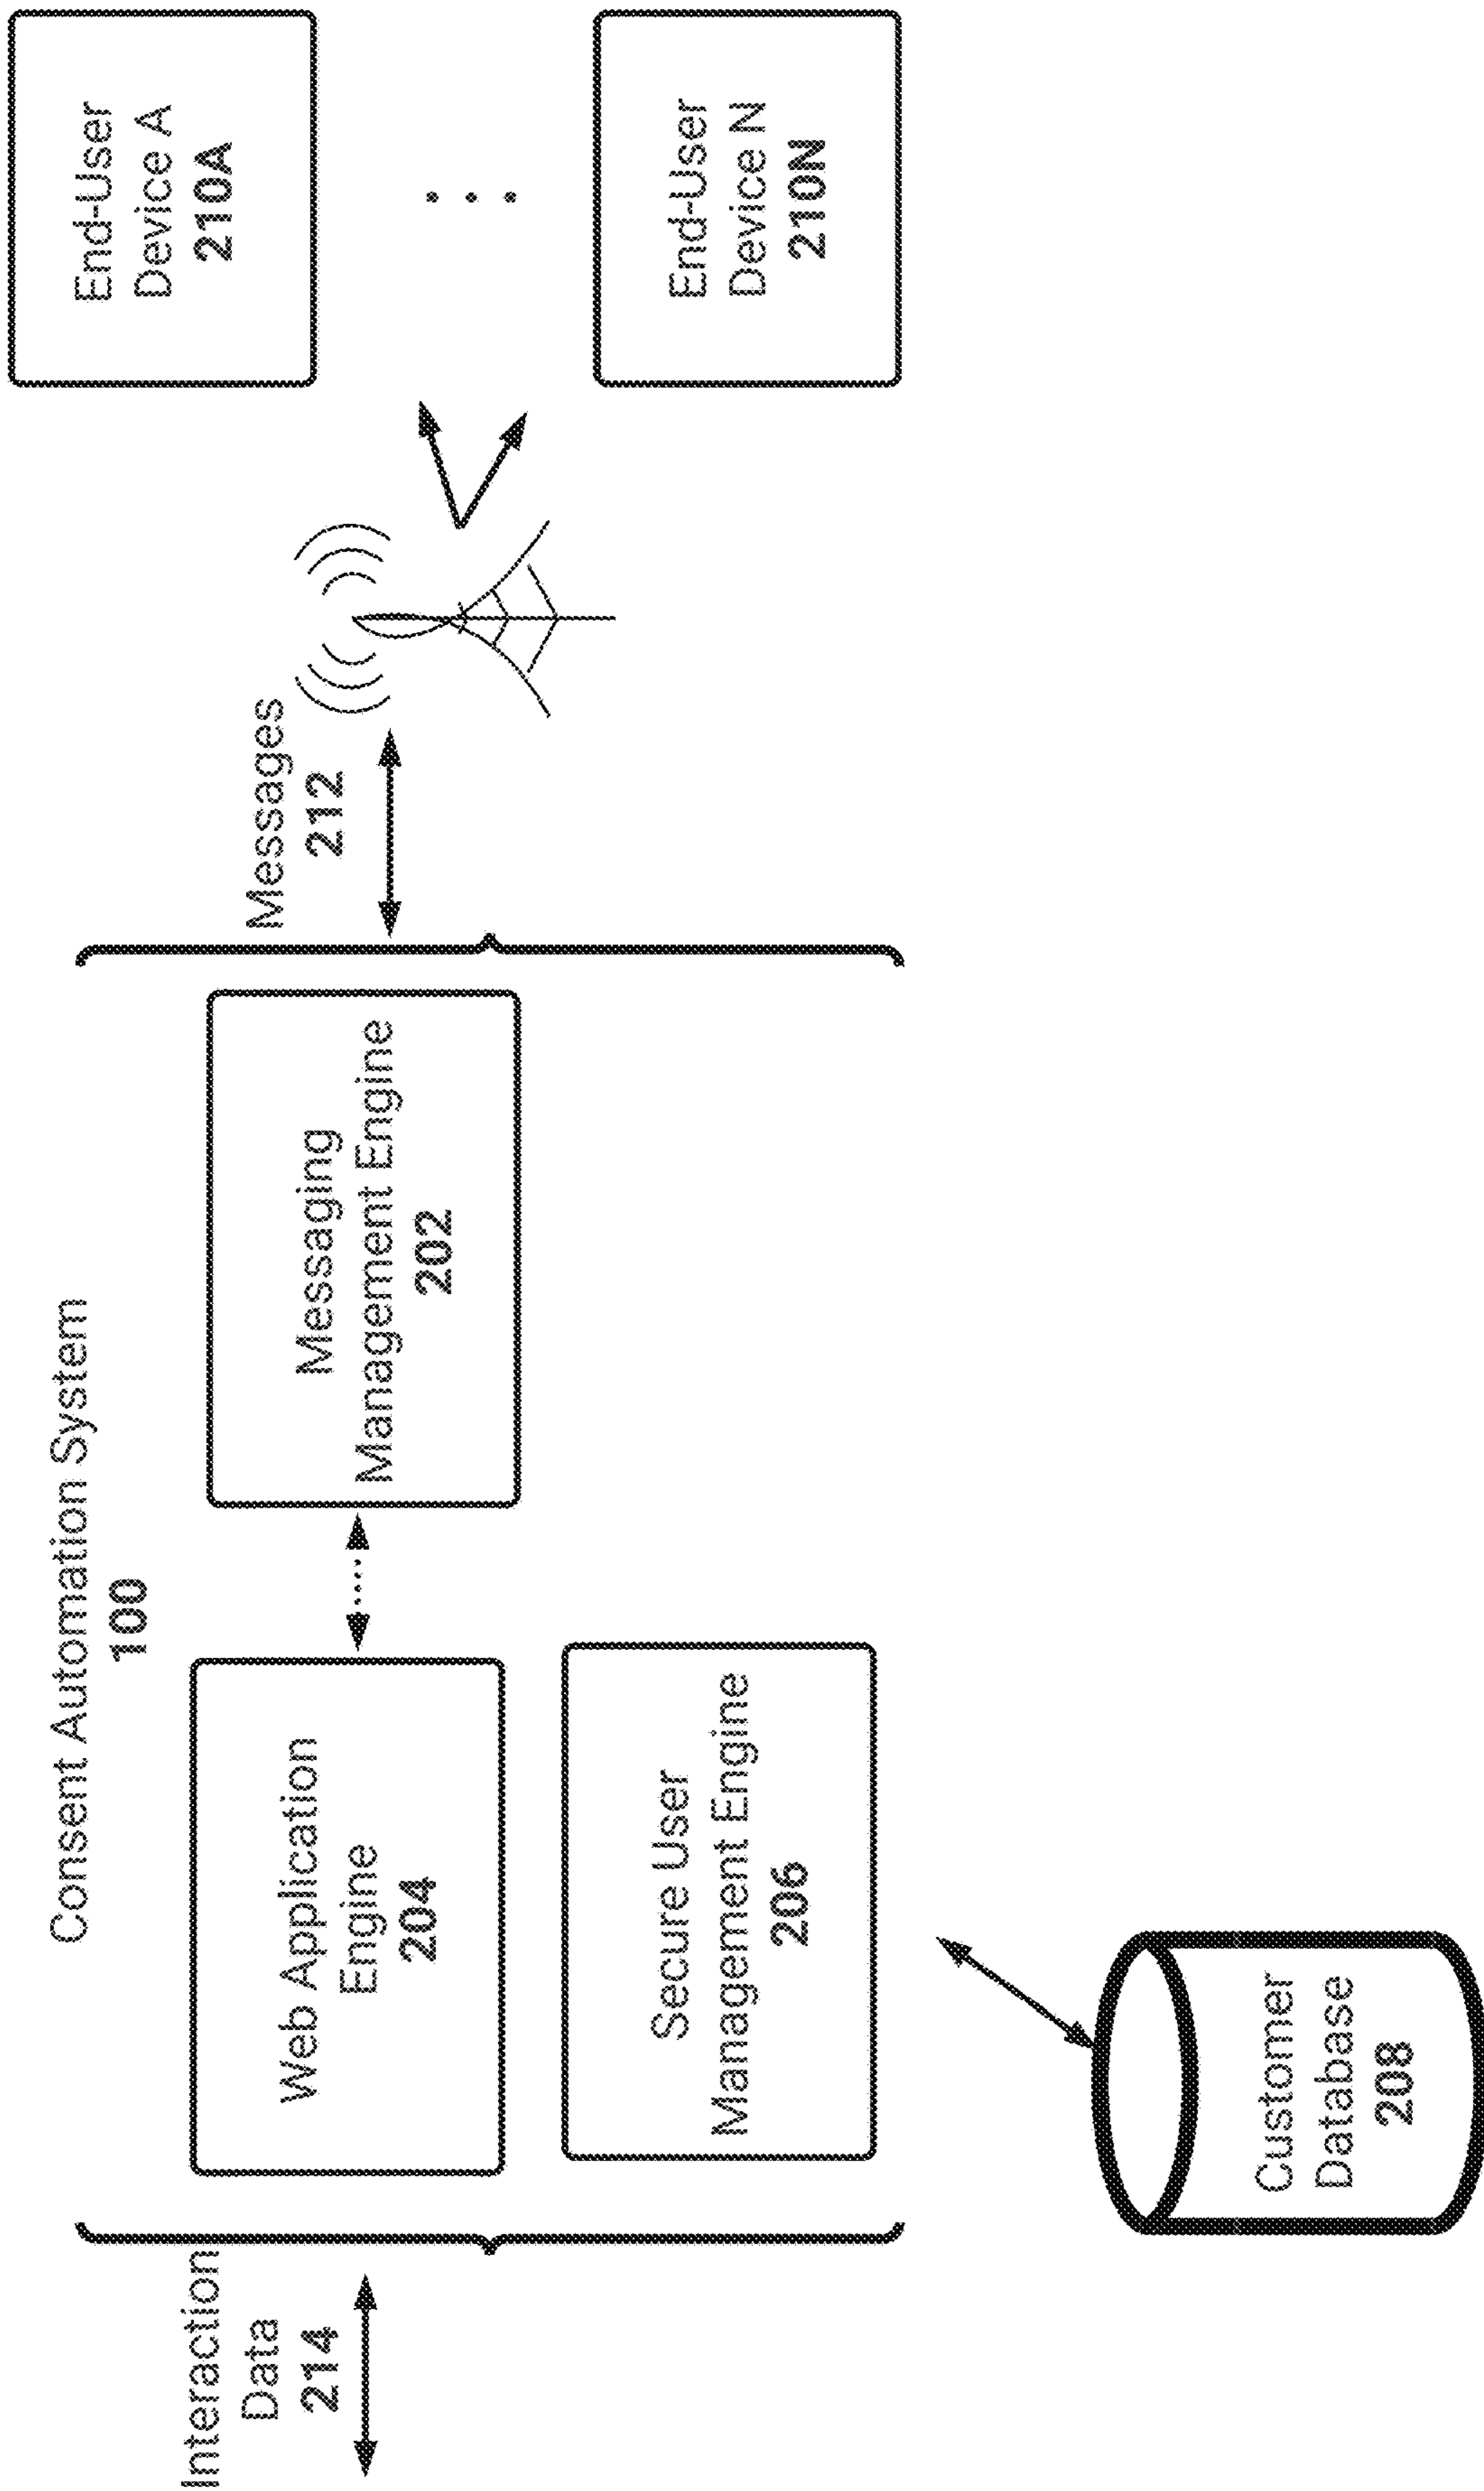 Consent Automation System
100
Interaction
Data
214
Web Application
Engine
204
Messaging
Management Engine
202
Secure User
Management Engine
206
Customer
Database
208
Messages
212
End-User
Device A
210A
End-User
Device N
210N